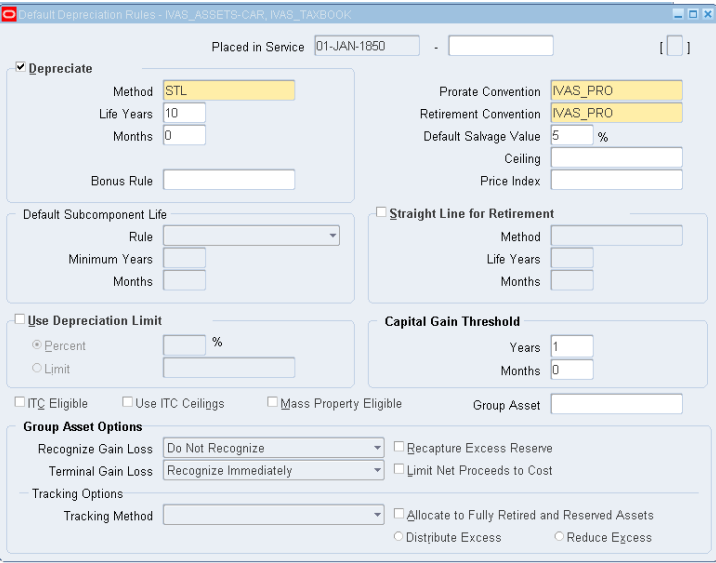 Default Depreciation Rules - IVAS_ASSETS-CAR, IVAS_TAXBOOK
Placed in Service 01-JAN-1850 - [ ]
Depreciate
Method STL
Life Years 10
Months 0
Bonus Rule
Prorate Convention IVAS_PRO
Retirement Convention IVAS_PRO
Default Salvage Value 5 %
Ceiling
Price Index
Default Subcomponent Life
Rule
Minimum Years
Months
Straight Line for Retirement
Method
Life Years
Months
Use Depreciation Limit
Percent %
Limit
Capital Gain Threshold
Years 1
Months 0
ITC Eligible Use ITC Ceilings Mass Property Eligible Group Asset
Group Asset Options
Recognize Gain Loss Do Not Recognize Recapture Excess Reserve
Terminal Gain Loss Recognize Immediately Limit Net Proceeds to Cost
Tracking Options
Tracking Method Allocate to Fully Retired and Reserved Assets
Distribute Excess Reduce Excess